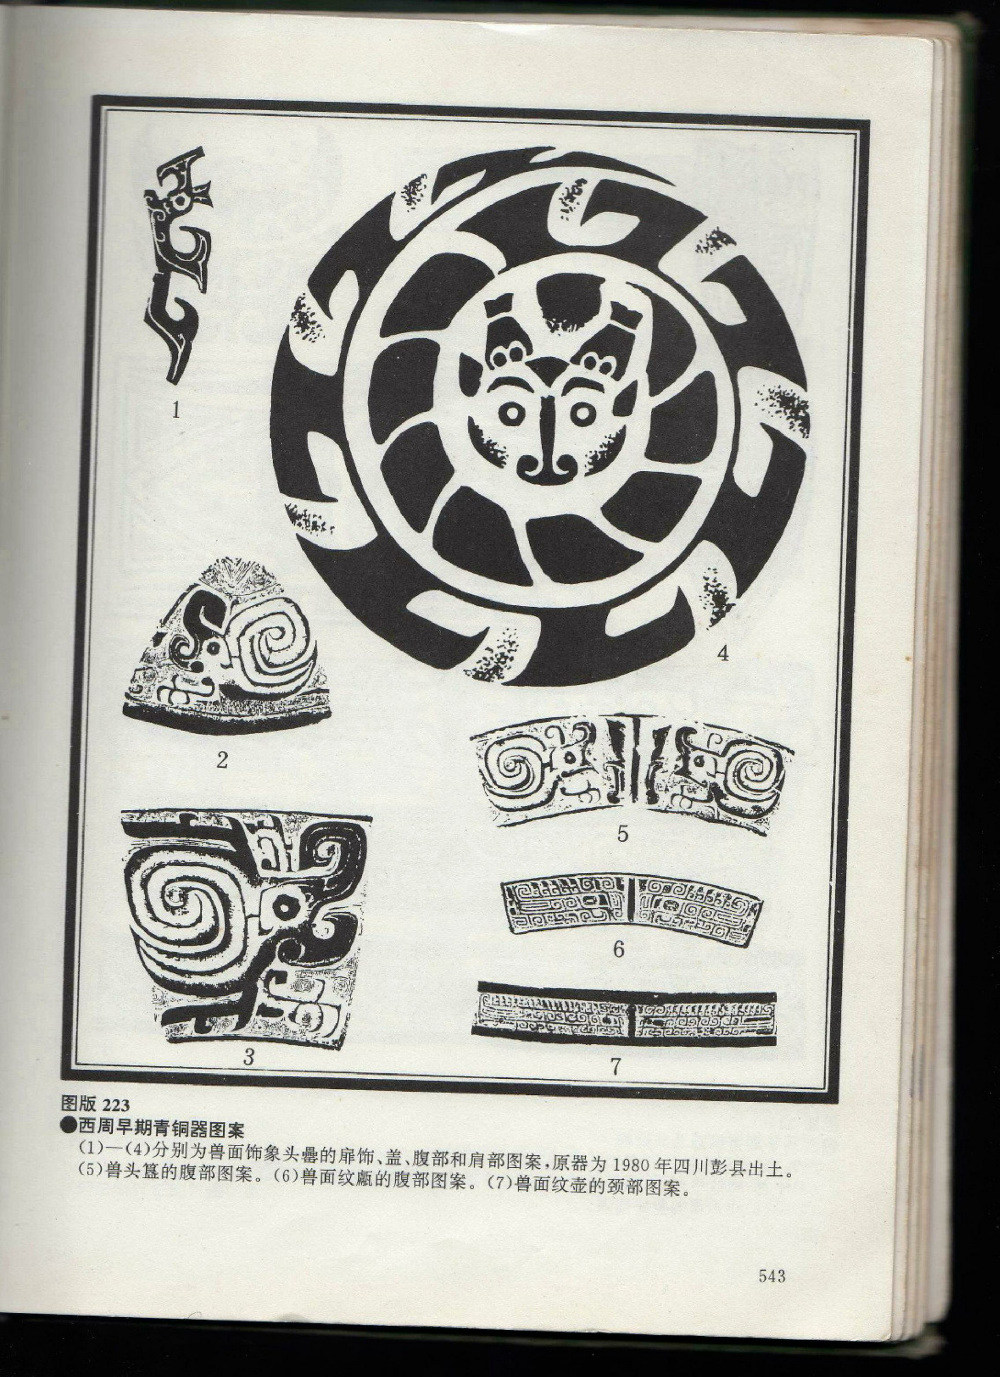 1
4
2
5
6
3
7
图版 223
●西周早期青铜器图案
(1)—(4)分别为兽面饰象头罍的扉饰、盖、腹部和肩部图案,原器为1980年四川彭县出土。
(5)兽头簋的腹部图案。(6)兽面纹甗的腹部图案。(7)兽面纹壶的颈部图案。
543